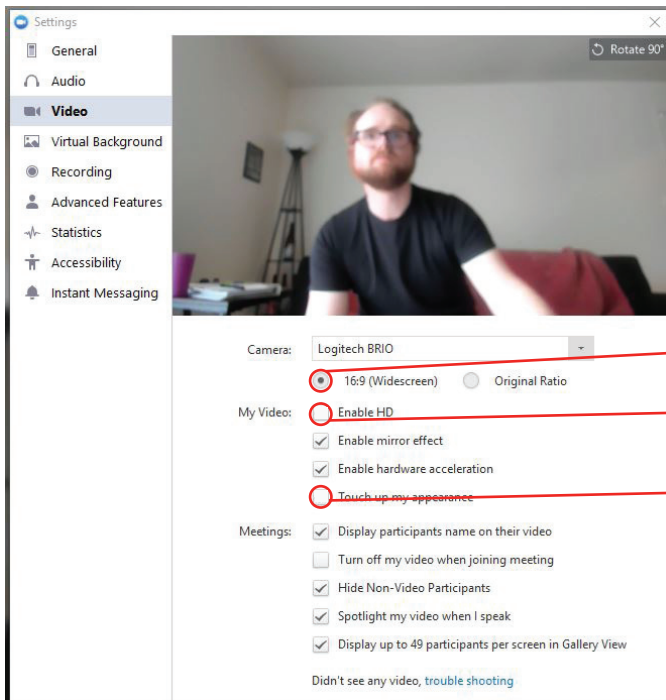 Settings
Rotate 90°
General
Audio
Video
Virtual Background
Recording
Advanced Features
Statistics
Accessibility
Instant Messaging
Camera: Logitech BRIO
16:9 (Widescreen) Original Ratio
My Video: Enable HD
Enable mirror effect
Enable hardware acceleration
Touch up my appearance
Meetings: Display participants name on their video
Turn off my video when joining meeting
Hide Non-Video Participants
Spotlight my video when I speak
Display up to 49 participants per screen in Gallery View
Didn't see any video, trouble shooting